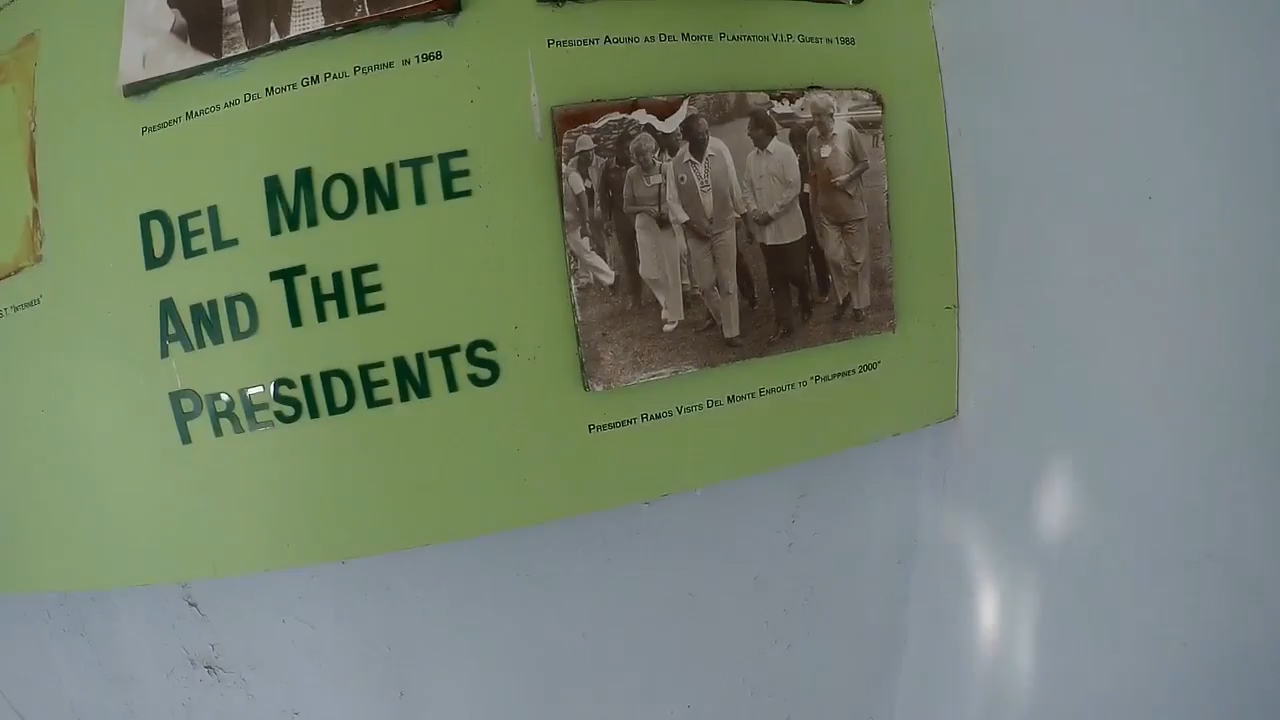 PRESIDENT MARCOS AND DEL MONTE GM PAUL PERRINE IN 1968
PRESIDENT AQUINO AS DEL MONTE PLANTATION V.I.P. GUEST IN 1988
DEL MONTE
AND THE
PRESIDENTS
"INTERNEES"
PRESIDENT RAMOS VISITS DEL MONTE ENROUTE TO "PHILIPPINES 2000"